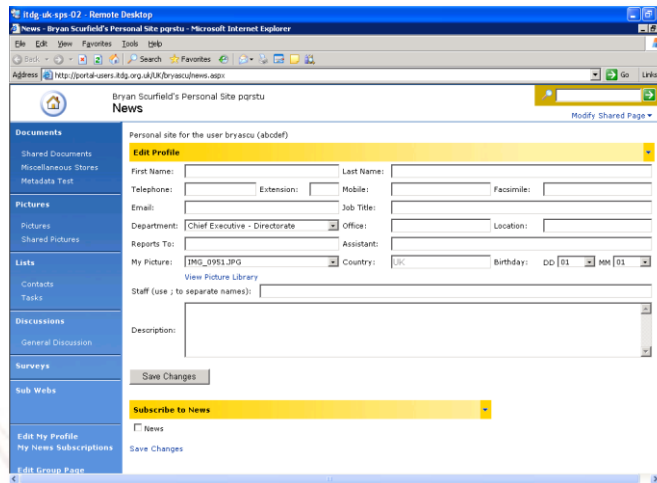 itdg-uk-sps-02 - Remote Desktop
News - Bryan Scurfield's Personal Site pqrstu - Microsoft Internet Explorer
File Edit View Favorites Tools Help
Back Search Favorites
Address http://portal-users.itdg.org.uk/UK/bryascu/news.aspx Go Links
Bryan Scurfield's Personal Site pqrstu
News
Modify Shared Page
Documents
Personal site for the user bryascu (abcdef)
Edit Profile
Shared Documents
Miscellaneous Stores
Metadata Test
First Name: Last Name:
Telephone: Extension: Mobile: Facsimile:
Pictures
Email: Job Title:
Pictures
Department: Chief Executive - Directorate Office: Location:
Shared Pictures
Reports To: Assistant:
Lists
My Picture: IMG_0951.JPG Country: UK Birthday: DD 01 MM 01
View Picture Library
Contacts
Tasks
Staff (use ; to separate names):
Discussions
General Discussion
Description:
Surveys
Save Changes
Sub Webs
Subscribe to News
News
Edit My Profile
My News Subscriptions
Save Changes
Edit Group Page